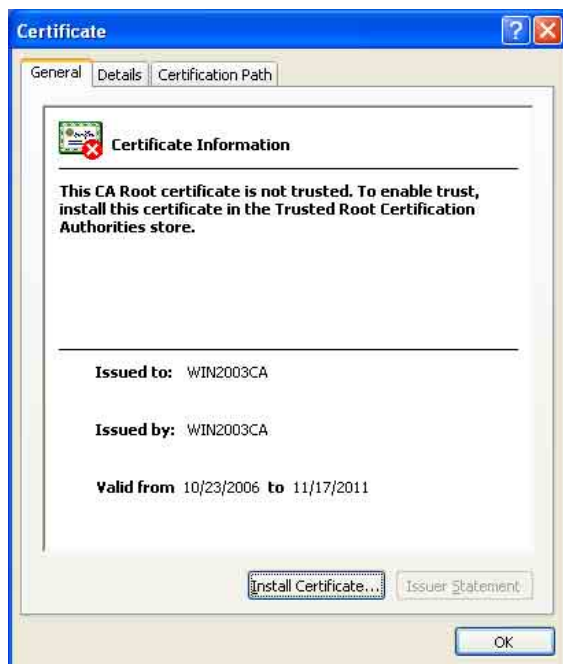 Certificate
General Details Certification Path
Certificate Information
This CA Root certificate is not trusted. To enable trust,
install this certificate in the Trusted Root Certification
Authorities store.
Issued to: WIN2003CA
Issued by: WIN2003CA
Valid from 10/23/2006 to 11/17/2011
Install Certificate... Issuer Statement
OK